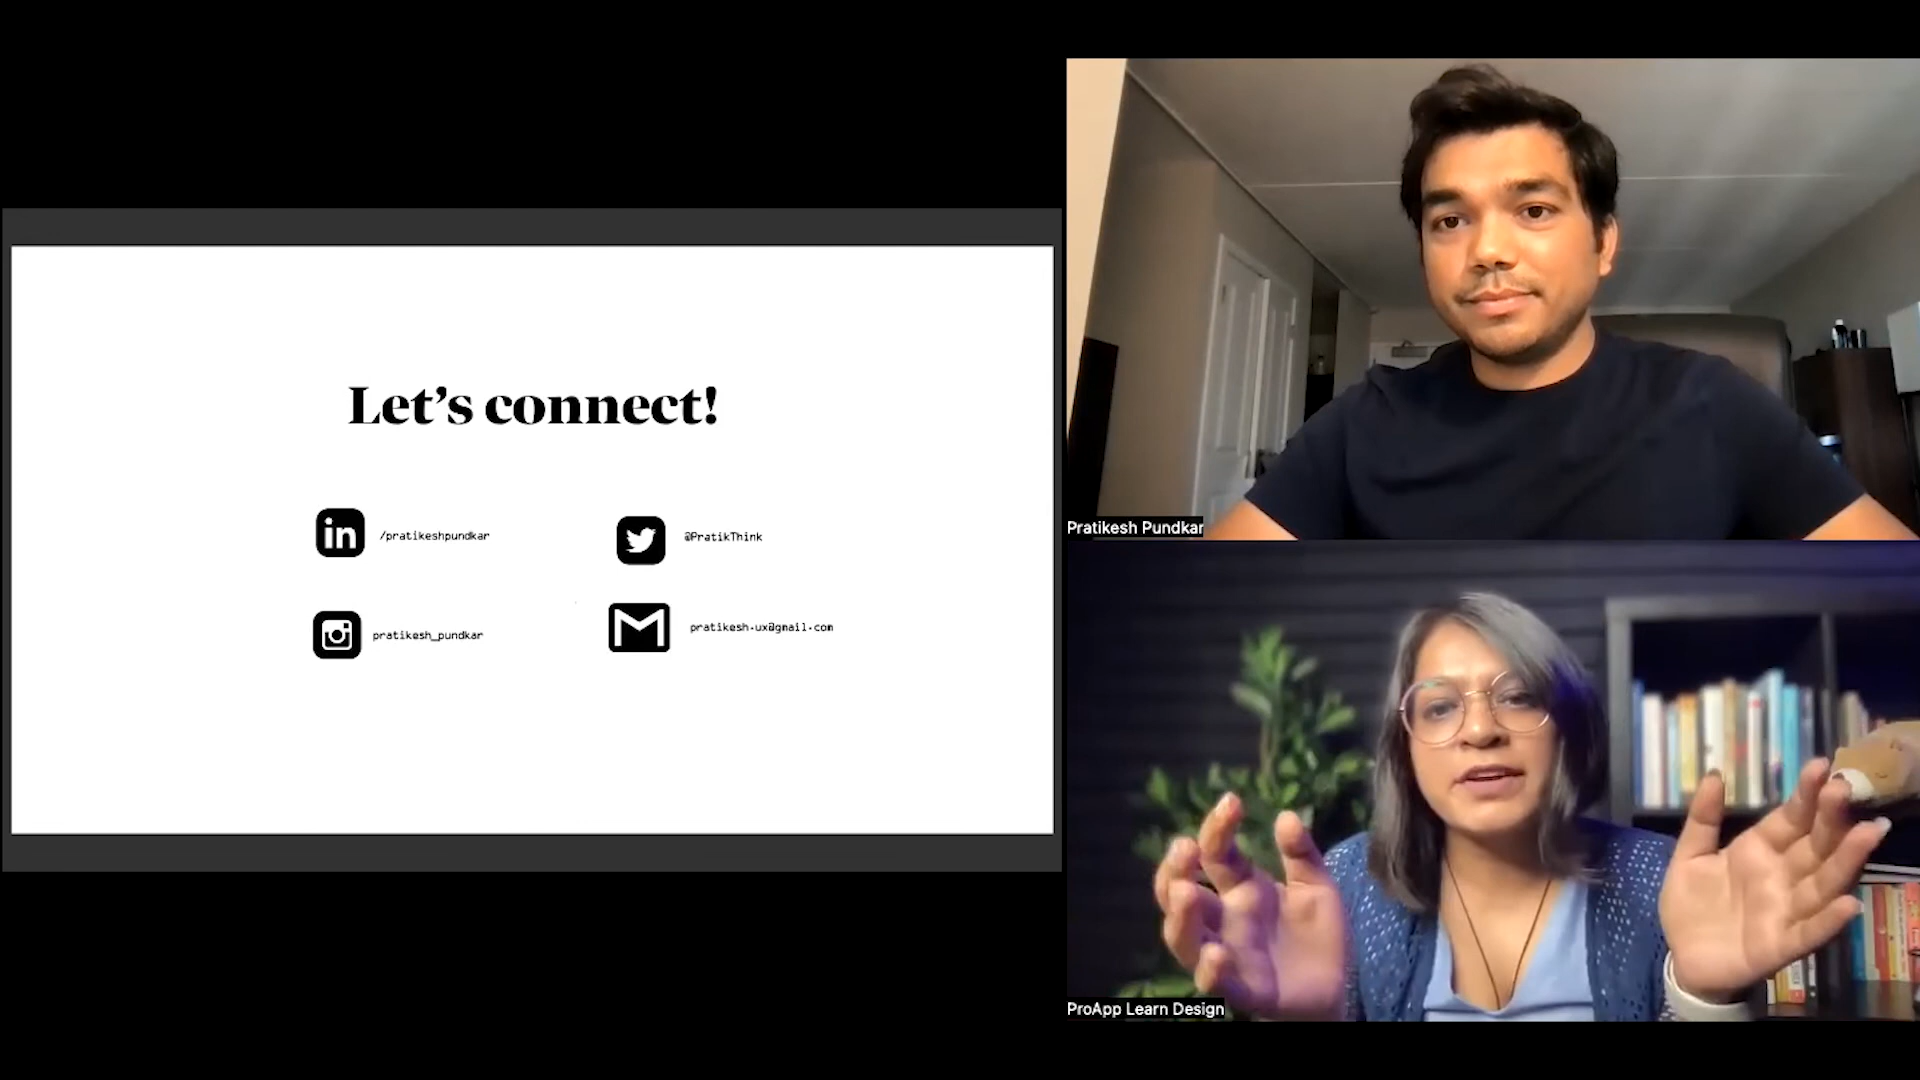 Let's connect!
/pratikeshpundkar
@PratikThink
pratikesh_pundkar
pratikesh.ux@gmail.com
Pratikesh Pundkar
ProApp Learn Design